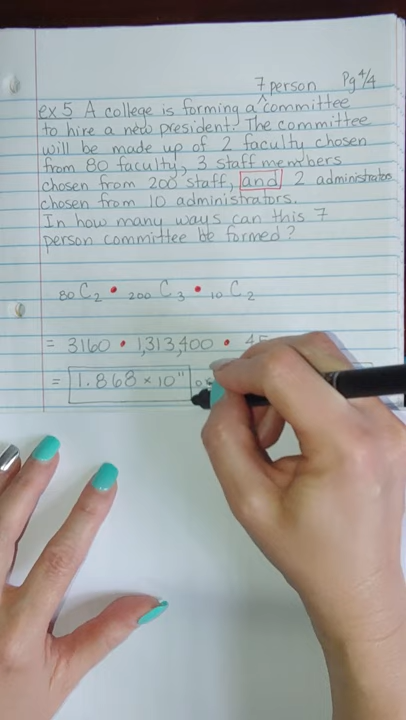 7 person Pg 4/4
ex 5 A college is forming a ^ committee
to hire a new president. The committee
will be made up of 2 faculty chosen
from 80 faculty, 3 staff members
chosen from 200 staff, and 2 administrators
chosen from 10 administrators.
In how many ways can this 7
person committee be formed?
₈₀C₂ • ₂₀₀C₃ • ₁₀C₂
= 3160 • 1,313,400 • 45
= 1.868 × 10¹¹